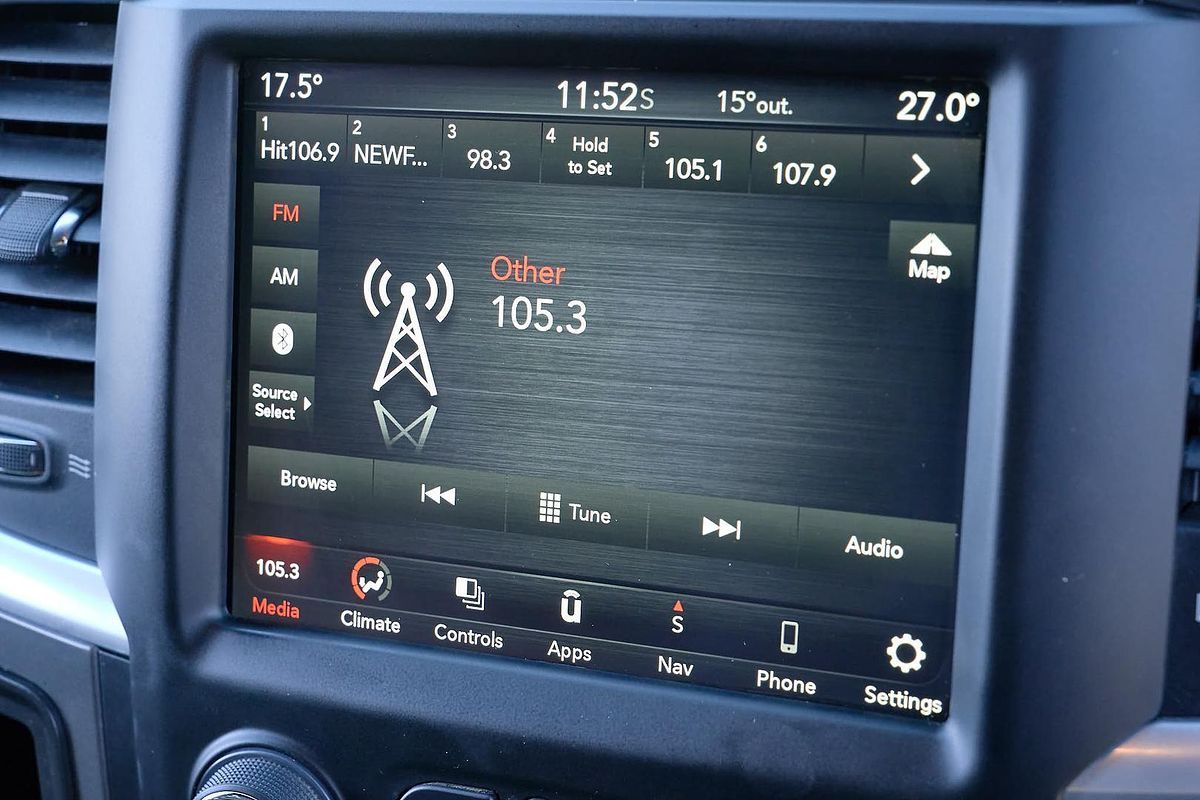 17.5° 11:52S 15°out. 27.0°
1 Hit106.9
2 NEWF...
3 98.3
4 Hold
to Set
5 105.1
6 107.9
FM
Map
AM
Other
105.3
Source
Select
Browse
Tune
Audio
105.3
Media
Climate
Controls
ū
Apps
S
Nav
Phone
Settings